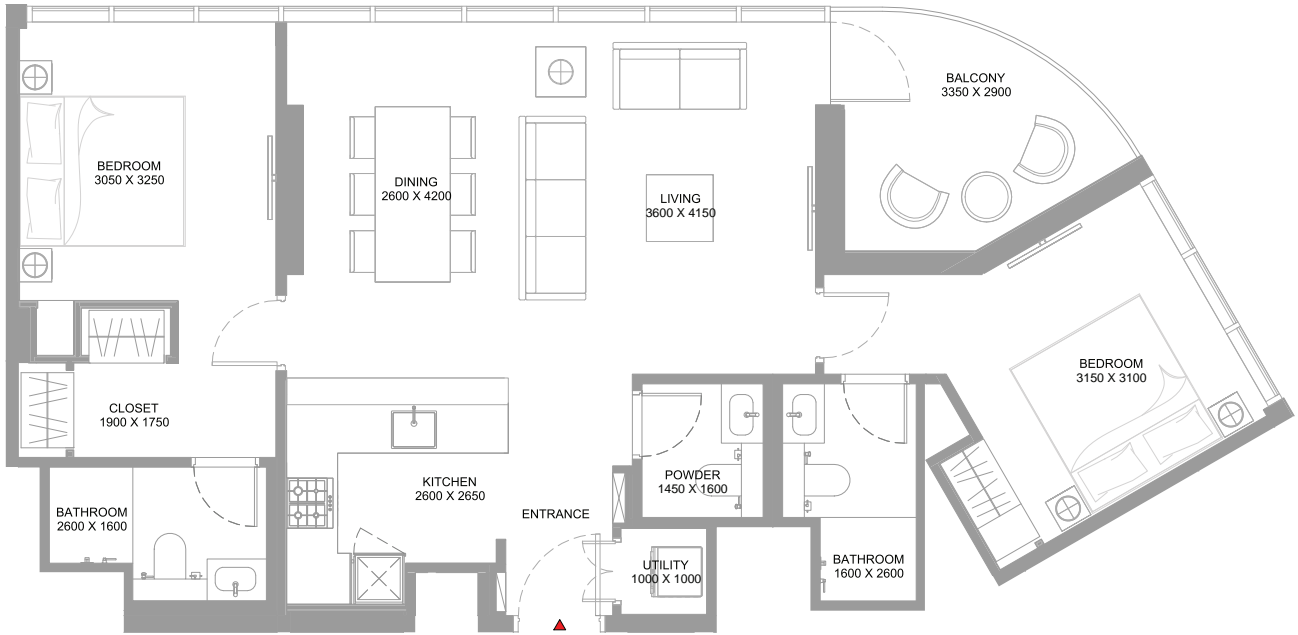 BALCONY
3350 X 2900
BEDROOM
3050 X 3250
DINING
2600 X 4200
LIVING
3600 X 4150
BEDROOM
3150 X 3100
CLOSET
1900 X 1750
KITCHEN
2600 X 2650
POWDER
1450 X 1600
BATHROOM
2600 X 1600
ENTRANCE
UTILITY
1000 X 1000
BATHROOM
1600 X 2600